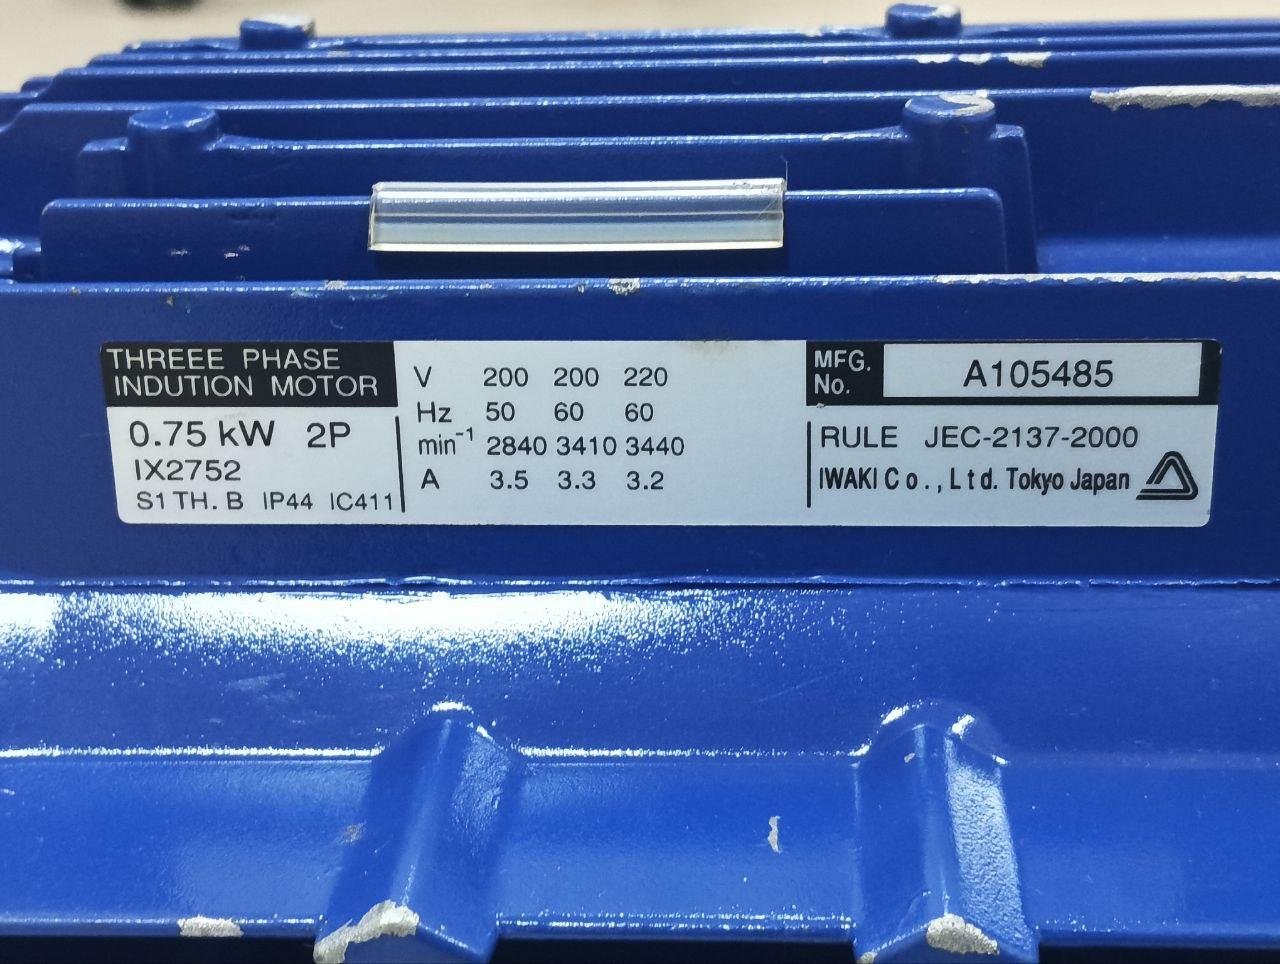 THREEE PHASE
INDUTION MOTOR
0.75 kW 2P
IX2752
S1 TH. B IP44 IC411
V 200 200 220
Hz 50 60 60
min⁻¹ 2840 3410 3440
A 3.5 3.3 3.2
MFG.
No.
A105485
RULE JEC-2137-2000
IWAKI Co., Ltd. Tokyo Japan